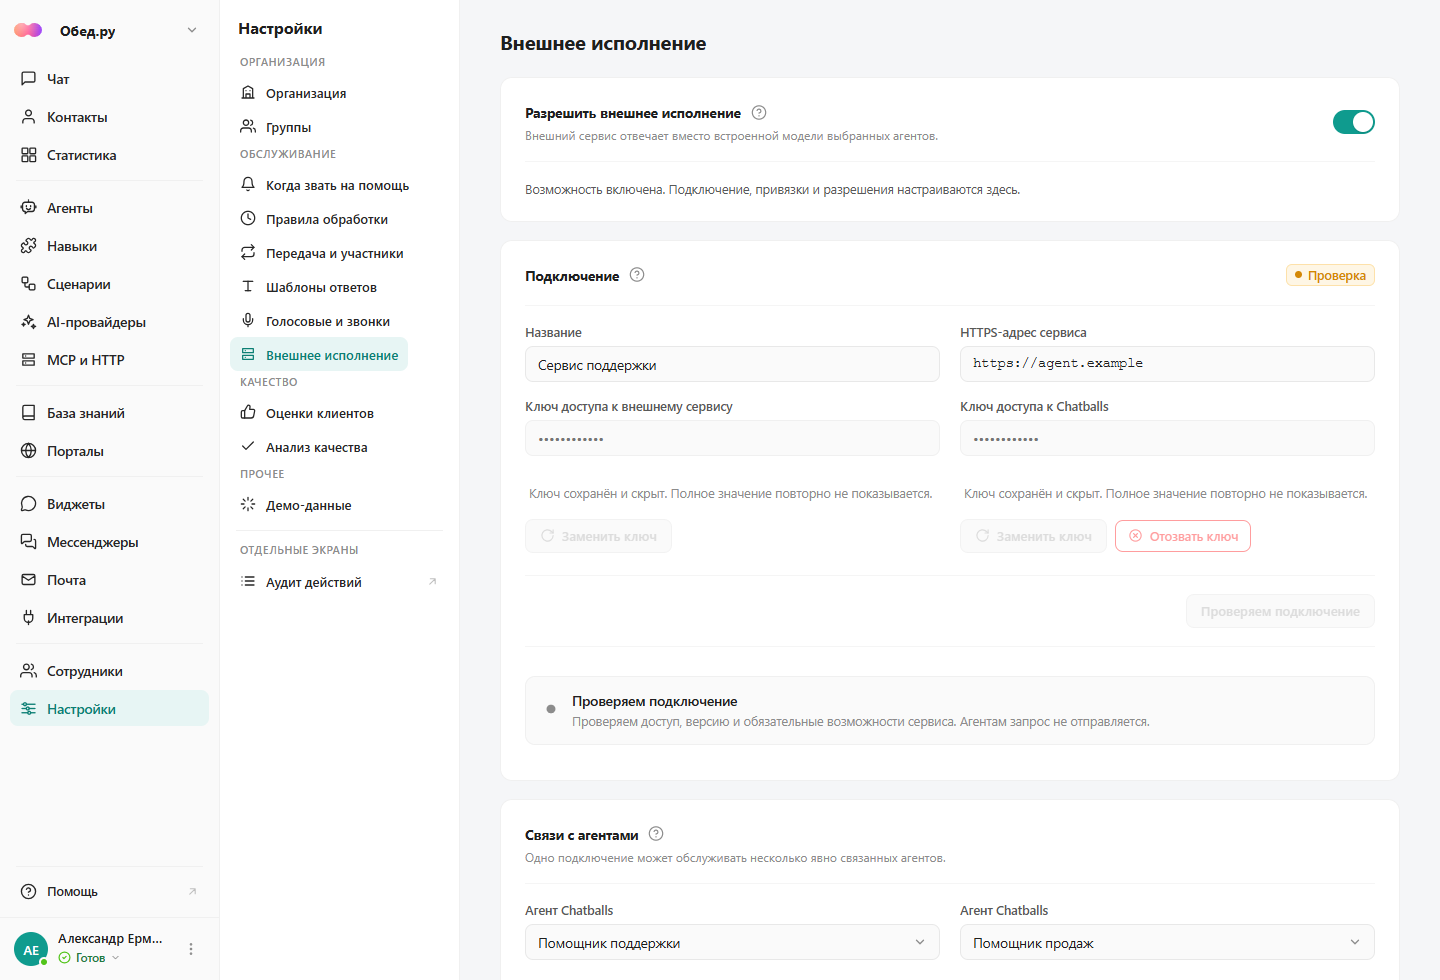 Обед.ру
Чат
Контакты
Статистика
Агенты
Навыки
Сценарии
AI-провайдеры
MCP и HTTP
База знаний
Порталы
Виджеты
Мессенджеры
Почта
Интеграции
Сотрудники
Настройки
Помощь
AE
Александр Ерм...
Готов
Настройки
ОРГАНИЗАЦИЯ
Организация
Группы
ОБСЛУЖИВАНИЕ
Когда звать на помощь
Правила обработки
Передача и участники
Шаблоны ответов
Голосовые и звонки
Внешнее исполнение
КАЧЕСТВО
Оценки клиентов
Анализ качества
ПРОЧЕЕ
Демо-данные
ОТДЕЛЬНЫЕ ЭКРАНЫ
Аудит действий
Внешнее исполнение
Разрешить внешнее исполнение
Внешний сервис отвечает вместо встроенной модели выбранных агентов.
Возможность включена. Подключение, привязки и разрешения настраиваются здесь.
Подключение
Проверка
Название
HTTPS-адрес сервиса
Сервис поддержки
https://agent.example
Ключ доступа к внешнему сервису
Ключ доступа к Chatballs
••••••••••••
••••••••••••
Ключ сохранён и скрыт. Полное значение повторно не показывается.
Ключ сохранён и скрыт. Полное значение повторно не показывается.
Заменить ключ
Заменить ключ
Отозвать ключ
Проверяем подключение
Проверяем подключение
Проверяем доступ, версию и обязательные возможности сервиса. Агентам запрос не отправляется.
Связи с агентами
Одно подключение может обслуживать несколько явно связанных агентов.
Агент Chatballs
Агент Chatballs
Помощник поддержки
Помощник продаж